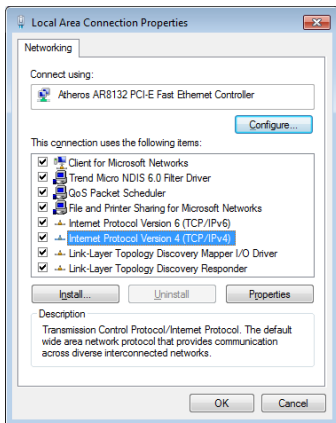 Local Area Connection Properties
Networking
Connect using:
Atheros AR8132 PCI-E Fast Ethernet Controller
Configure...
This connection uses the following items:
Client for Microsoft Networks
Trend Micro NDIS 6.0 Filter Driver
QoS Packet Scheduler
File and Printer Sharing for Microsoft Networks
Internet Protocol Version 6 (TCP/IPv6)
Internet Protocol Version 4 (TCP/IPv4)
Link-Layer Topology Discovery Mapper I/O Driver
Link-Layer Topology Discovery Responder
Install...
Uninstall
Properties
Description
Transmission Control Protocol/Internet Protocol. The default
wide area network protocol that provides communication
across diverse interconnected networks.
OK
Cancel